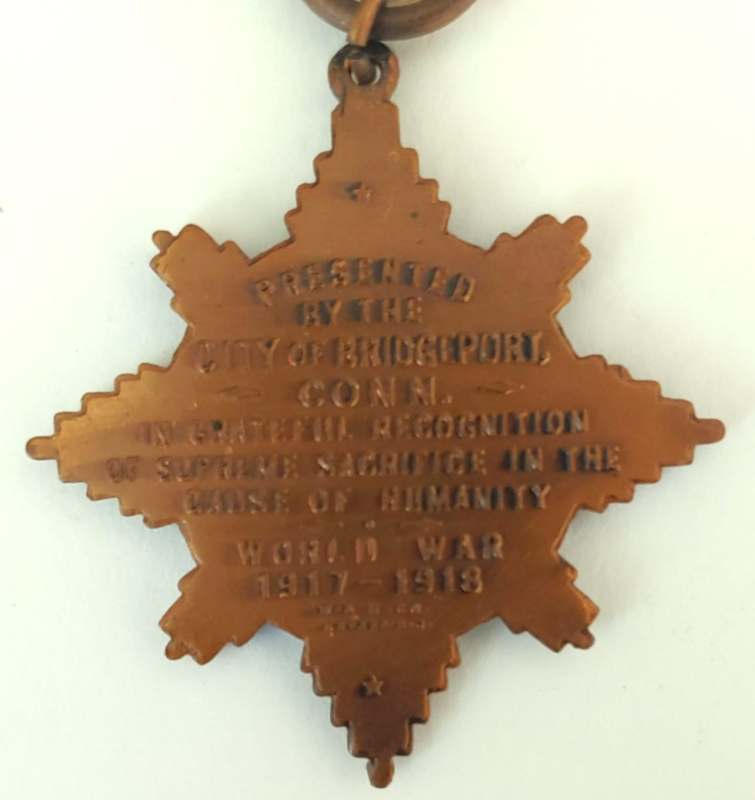 PRESENTED
BY THE
CITY OF BRIDGEPORT,
CONN.
IN GRATEFUL RECOGNITION
OF SUPREME SACRIFICE IN THE
CAUSE OF HUMANITY
WORLD WAR
1917-1918